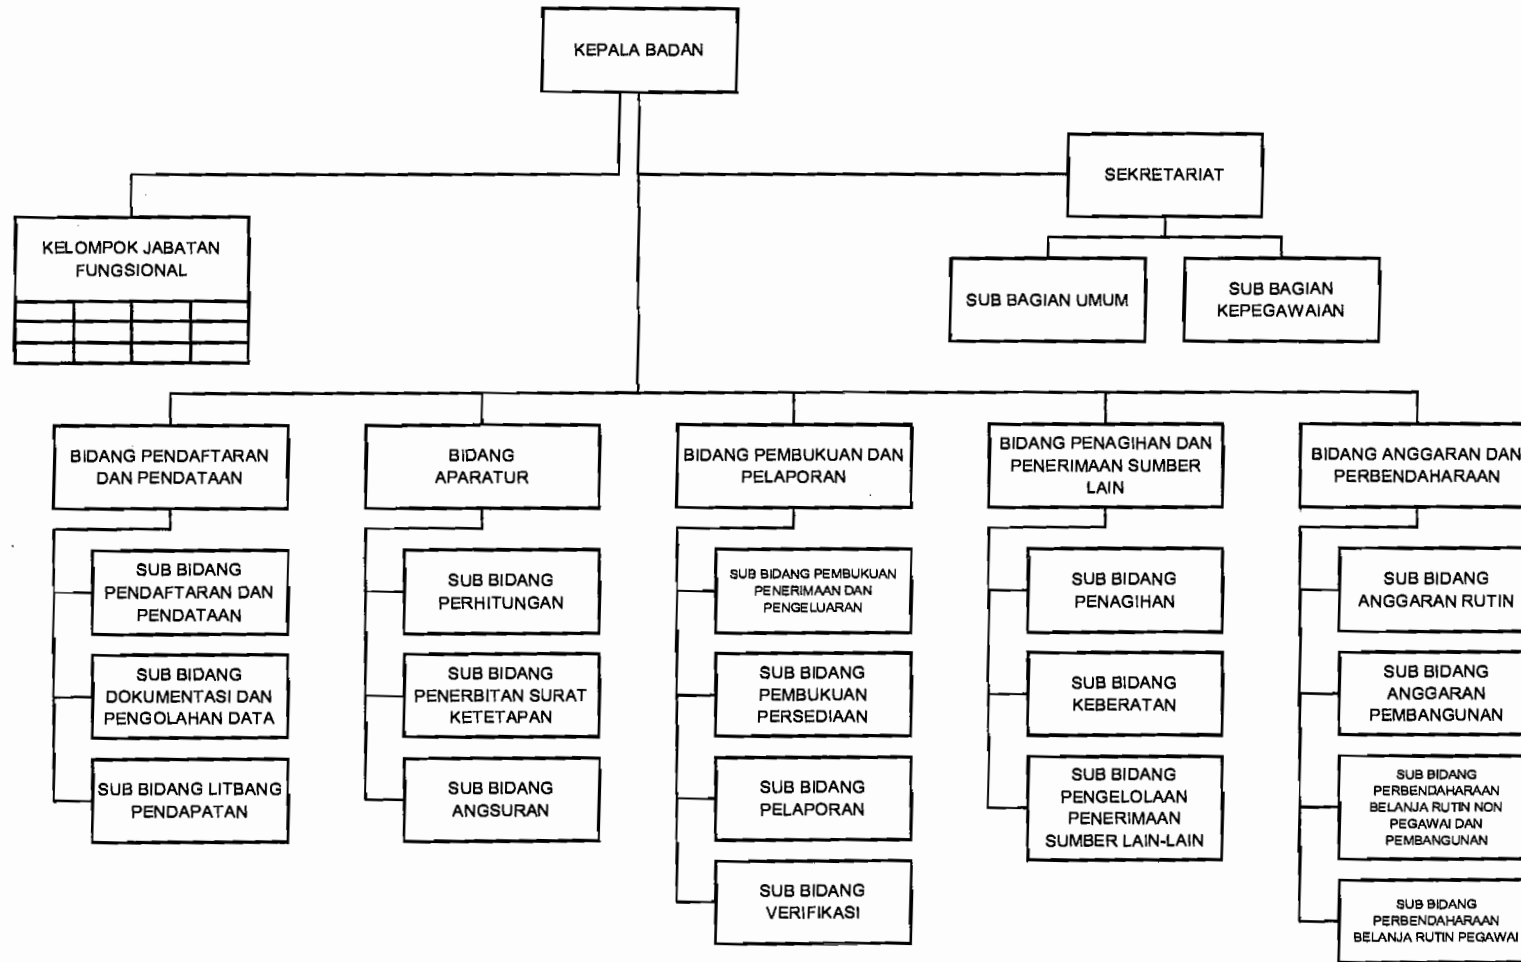 KEPALA BADAN
SEKRETARIAT
KELOMPOK JABATAN
FUNGSIONAL
SUB BAGIAN UMUM
SUB BAGIAN
KEPEGAWAIAN
BIDANG PENDAFTARAN
DAN PENDATAAN
BIDANG
APARATUR
BIDANG PEMBUKUAN DAN
PELAPORAN
BIDANG PENAGIHAN DAN
PENERIMAAN SUMBER
LAIN
BIDANG ANGGARAN DAN
PERBENDAHARAAN
SUB BIDANG
PENDAFTARAN DAN
PENDATAAN
SUB BIDANG
PERHITUNGAN
SUB BIDANG PEMBUKUAN
PENERIMAAN DAN
PENGELUARAN
SUB BIDANG
PENAGIHAN
SUB BIDANG
ANGGARAN RUTIN
SUB BIDANG
DOKUMENTASI DAN
PENGOLAHAN DATA
SUB BIDANG
PENERBITAN SURAT
KETETAPAN
SUB BIDANG
PEMBUKUAN
PERSEDIAAN
SUB BIDANG
KEBERATAN
SUB BIDANG
ANGGARAN
PEMBANGUNAN
SUB BIDANG LITBANG
PENDAPATAN
SUB BIDANG
ANGSURAN
SUB BIDANG
PELAPORAN
SUB BIDANG
PENGELOLAAN
PENERIMAAN
SUMBER LAIN-LAIN
SUB BIDANG
PERBENDAHARAAN
BELANJA RUTIN NON
PEGAWAI DAN
PEMBANGUNAN
SUB BIDANG
VERIFIKASI
SUB BIDANG
PERBENDAHARAAN
BELANJA RUTIN PEGAWAI